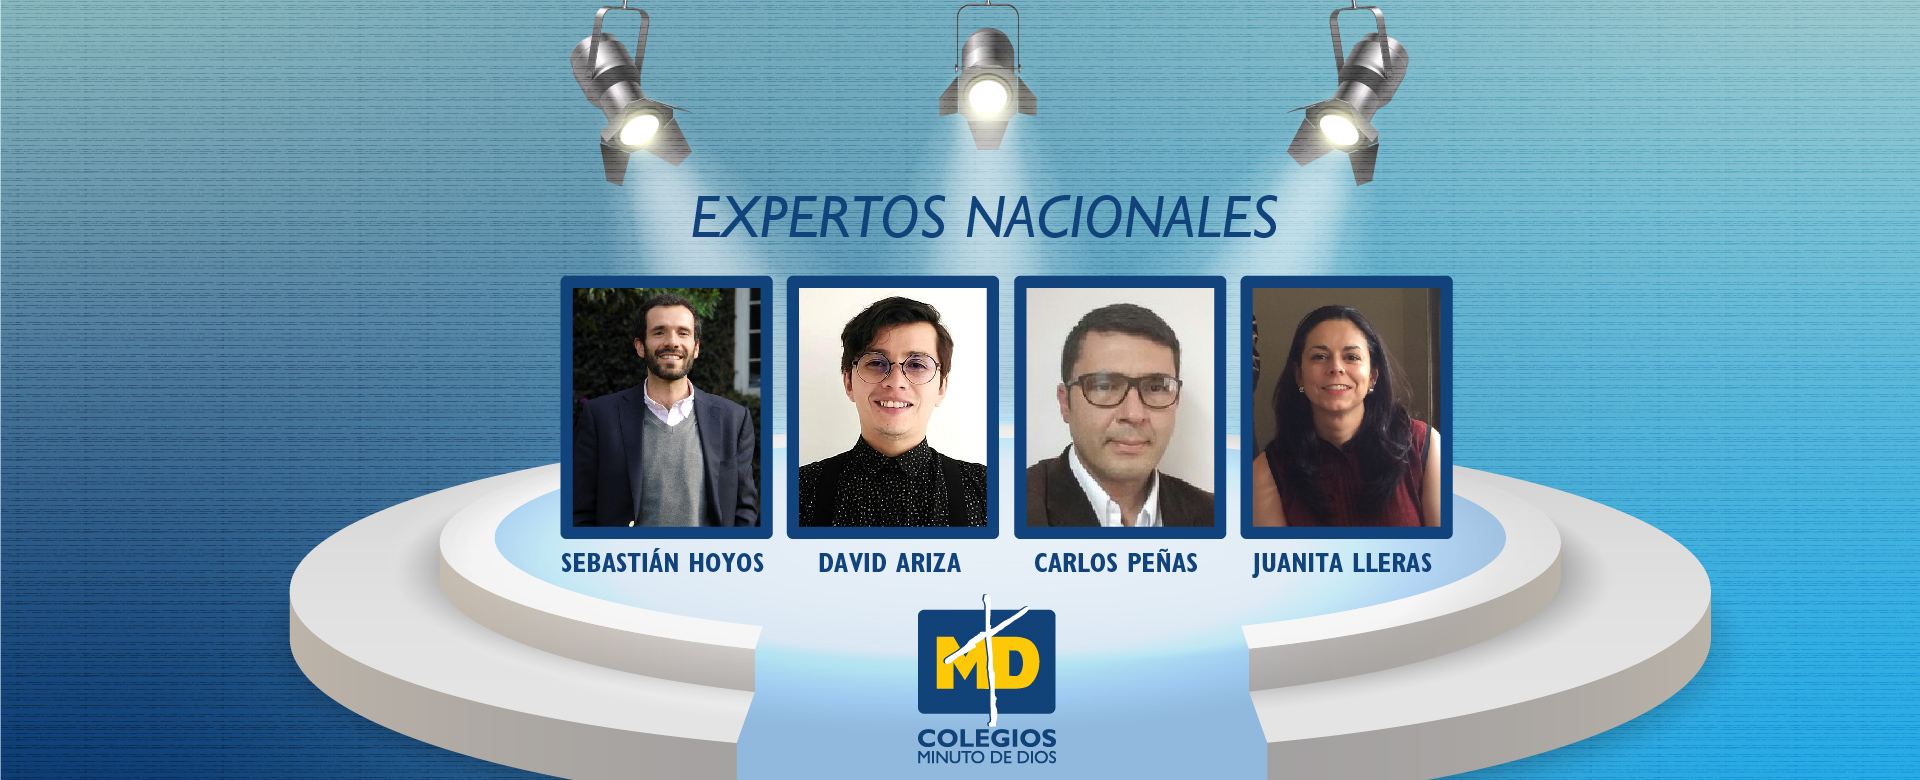 EXPERTOS NACIONALES
SEBASTIÁN HOYOS
DAVID ARIZA
CARLOS PEÑAS
JUANITA LLERAS
MD
COLEGIOS
MINUTO DE DIOS